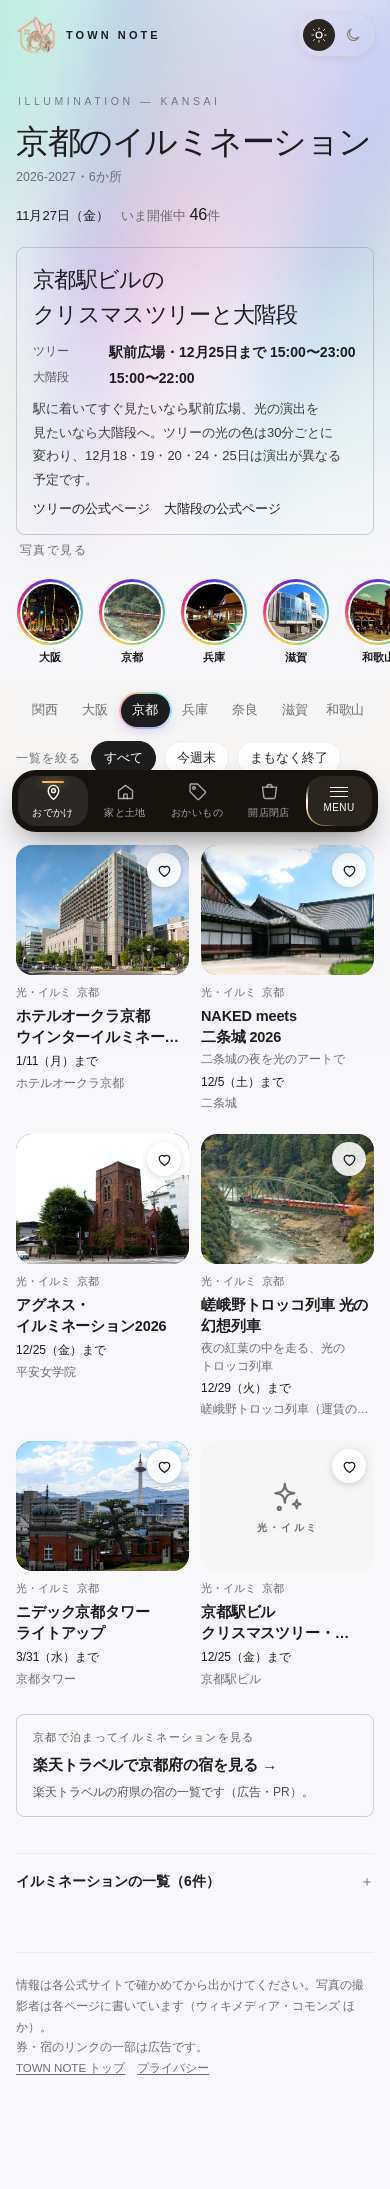 TOWN NOTE
ILLUMINATION — KANSAI
京都のイルミネーション
2026-2027・6か所
11月27日（金） いま開催中 46件
京都駅ビルの
クリスマスツリーと大階段
ツリー 駅前広場・12月25日まで 15:00〜23:00
大階段 15:00〜22:00
駅に着いてすぐ見たいなら駅前広場、光の演出を
見たいなら大階段へ。ツリーの光の色は30分ごとに
変わり、12月18・19・20・24・25日は演出が異なる
予定です。
ツリーの公式ページ 大階段の公式ページ
写真で見る
大阪 京都 兵庫 滋賀 和歌山
関西 大阪 京都 兵庫 奈良 滋賀 和歌山
一覧を絞る すべて 今週末 まもなく終了
おでかけ 家と土地 おかいもの 開店閉店 MENU
光・イルミ 京都
ホテルオークラ京都
ウインターイルミネー…
1/11（月）まで
ホテルオークラ京都
光・イルミ 京都
NAKED meets
二条城 2026
二条城の夜を光のアートで
12/5（土）まで
二条城
光・イルミ 京都
アグネス・
イルミネーション2026
12/25（金）まで
平安女学院
光・イルミ 京都
嵯峨野トロッコ列車 光の
幻想列車
夜の紅葉の中を走る、光の
トロッコ列車
12/29（火）まで
嵯峨野トロッコ列車（運賃の…
光・イルミ 京都
ニデック京都タワー
ライトアップ
3/31（水）まで
京都タワー
光・イルミ
光・イルミ 京都
京都駅ビル
クリスマスツリー・…
12/25（金）まで
京都駅ビル
京都で泊まってイルミネーションを見る
楽天トラベルで京都府の宿を見る →
楽天トラベルの府県の宿の一覧です（広告・PR）。
イルミネーションの一覧（6件） +
情報は各公式サイトで確かめてから出かけてください。写真の撮
影者は各ページに書いています（ウィキメディア・コモンズ ほ
か）。
券・宿のリンクの一部は広告です。
TOWN NOTE トップ プライバシー